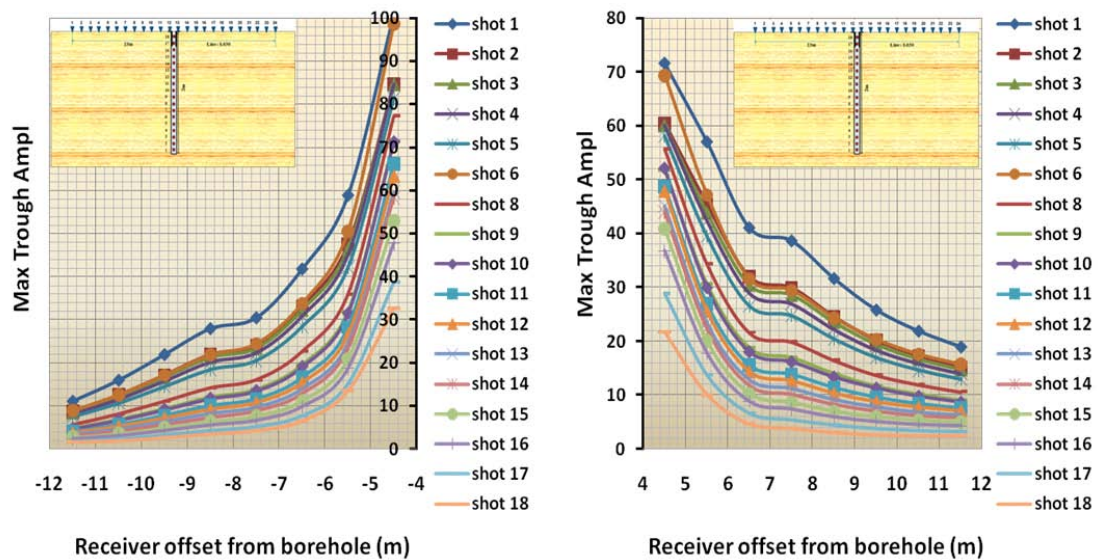 Max Trough Ampl
100
90
80
70
60
50
40
30
20
10
0
-12 -11 -10 -9 -8 -7 -6 -5 -4
Receiver offset from borehole (m)
shot 1
shot 2
shot 3
shot 4
shot 5
shot 6
shot 8
shot 9
shot 10
shot 11
shot 12
shot 13
shot 14
shot 15
shot 16
shot 17
shot 18
Max Trough Ampl
80
70
60
50
40
30
20
10
0
4 5 6 7 8 9 10 11 12
Receiver offset from borehole (m)
shot 1
shot 2
shot 3
shot 4
shot 5
shot 6
shot 8
shot 9
shot 10
shot 11
shot 12
shot 13
shot 14
shot 15
shot 16
shot 17
shot 18